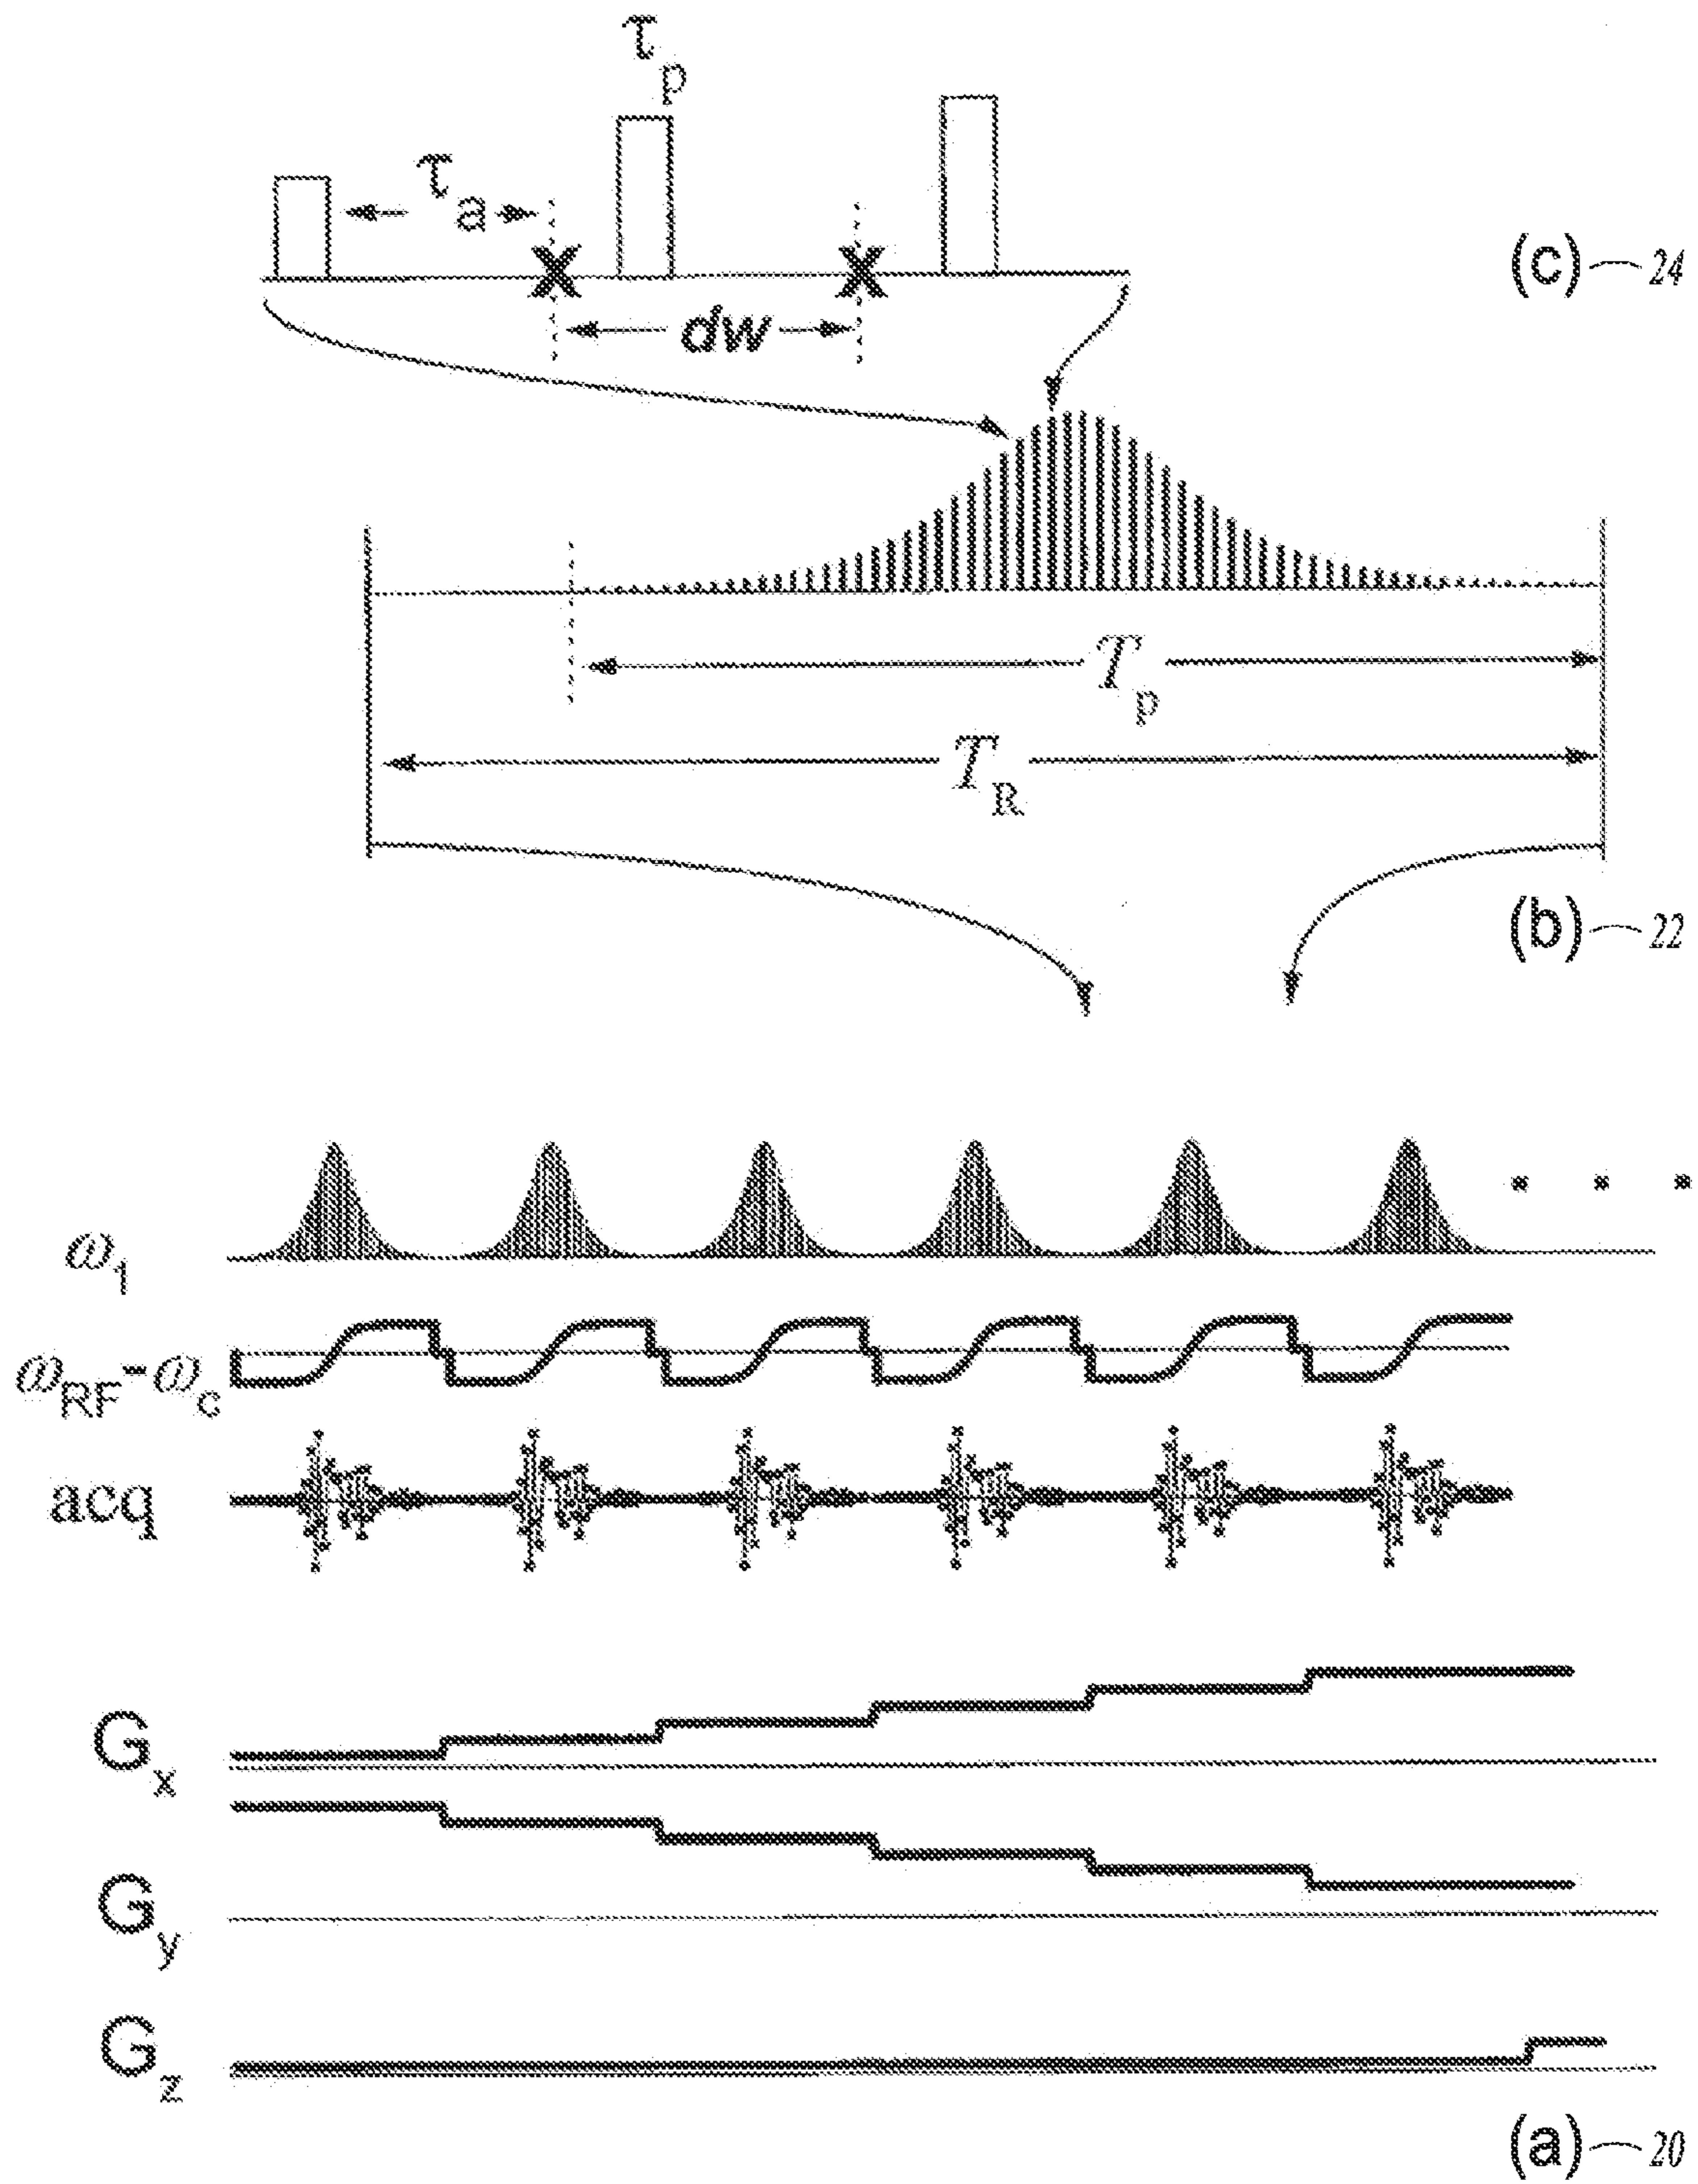 τp
τa
dw
(c) 24
Tp
TR
(b) 22
ω1
ωRF-ωc
acq
Gx
Gy
Gz
(a) 20